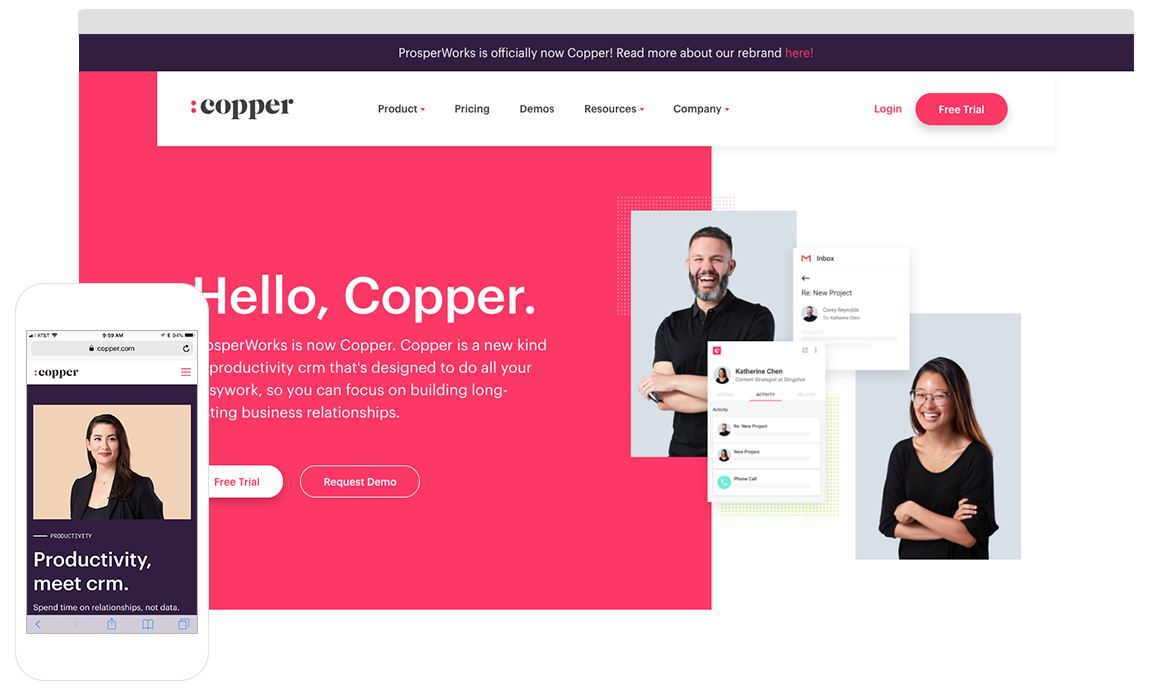 ProsperWorks is officially now Copper! Read more about our rebrand here!
:copper
Product
Pricing
Demos
Resources
Company
Login
Free Trial
Hello, Copper.
osperWorks is now Copper. Copper is a new kind
productivity crm that's designed to do all your
sywork, so you can focus on building long-
ting business relationships.
Free Trial
Request Demo
Inbox
Re: New Project
Corey Reynolds
To: Katherine Chen
Katherine Chen
Content Strategist at Slingshot
DETAILS
ACTIVITY
RELATED
Activity
Re: New Project
New Project
Phone Call
AT&T
9:59 AM
94%
copper.com
:copper
PRODUCTIVITY
Productivity,
meet crm.
Spend time on relationships, not data.